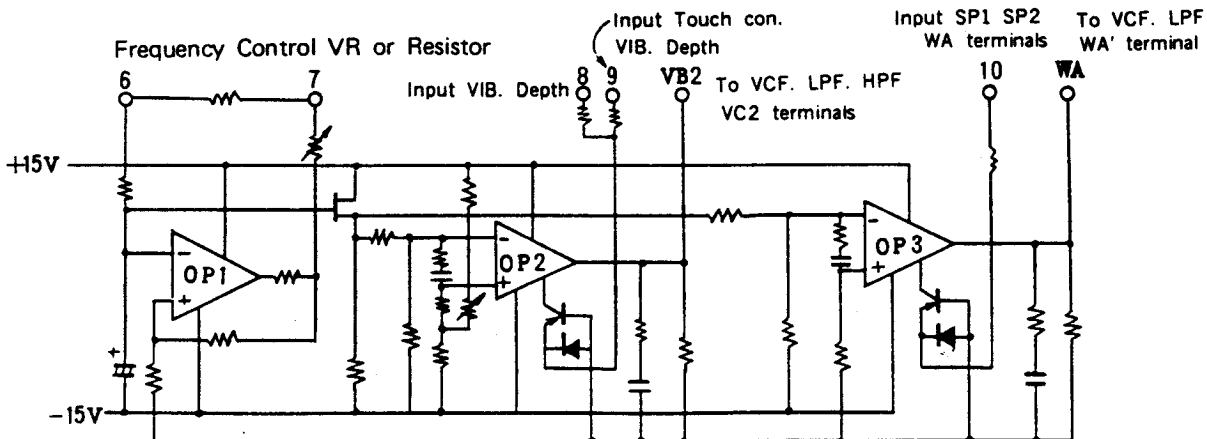 Input Touch con.
VIB. Depth
Input SP1 SP2
WA terminals
To VCF. LPF
WA' terminal
Frequency Control VR or Resistor
6
7
Input VIB. Depth
8
9
VB2
To VCF. LPF. HPF
VC2 terminals
10
WA
+15V
-
OP1
+
+
-
OP2
+
-
OP3
+
-15V